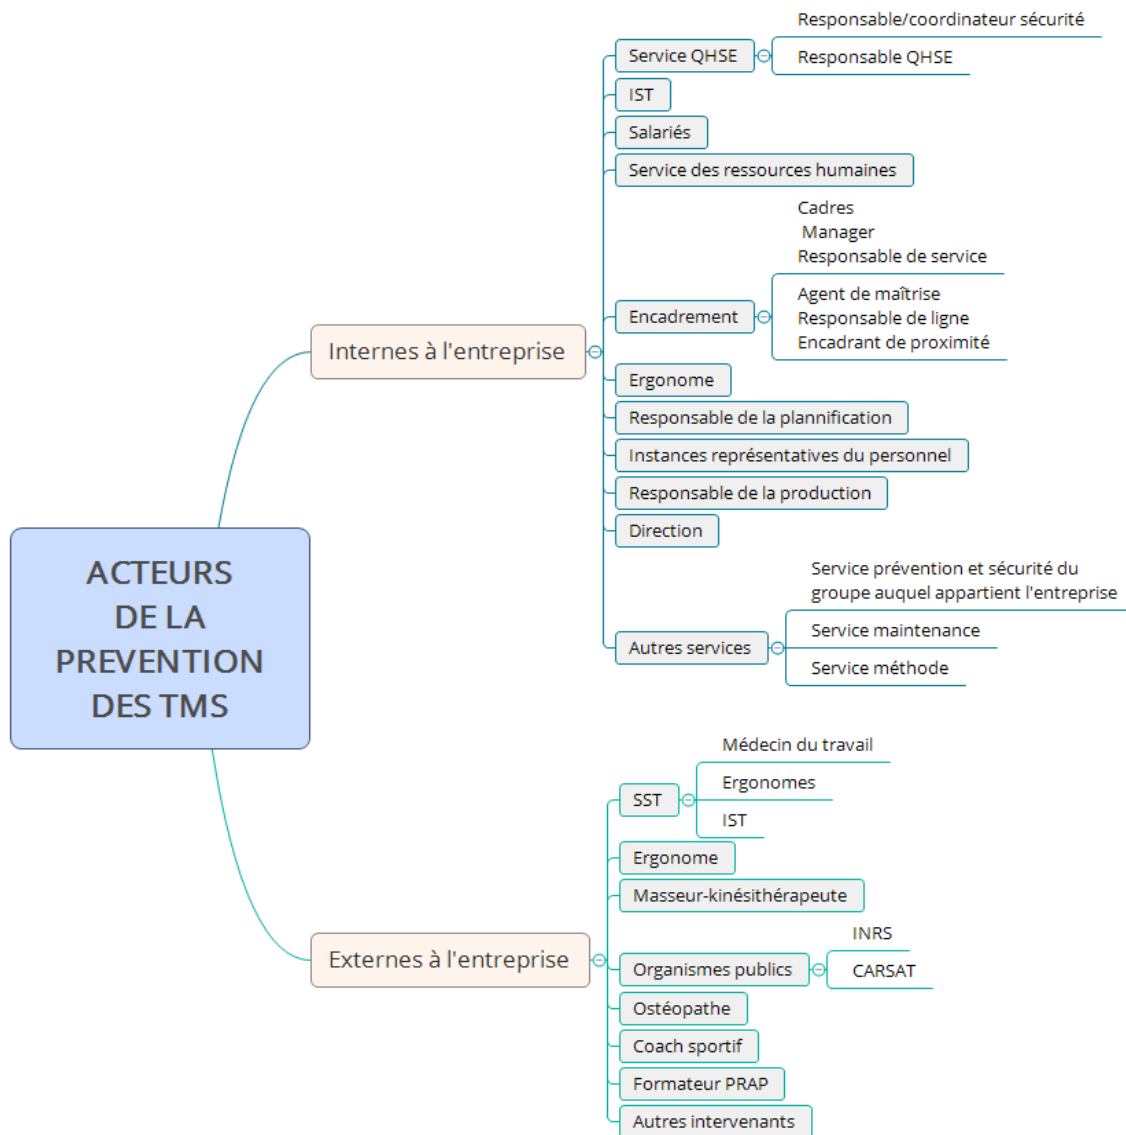 ACTEURS
DE LA
PREVENTION
DES TMS
Internes à l'entreprise
Service QHSE
Responsable/coordinateur sécurité
Responsable QHSE
IST
Salariés
Service des ressources humaines
Encadrement
Cadres
Manager
Responsable de service
Agent de maîtrise
Responsable de ligne
Encadrant de proximité
Ergonome
Responsable de la plannification
Instances représentatives du personnel
Responsable de la production
Direction
Autres services
Service prévention et sécurité du
groupe auquel appartient l'entreprise
Service maintenance
Service méthode
Externes à l'entreprise
SST
Médecin du travail
Ergonomes
IST
Ergonome
Masseur-kinésithérapeute
Organismes publics
INRS
CARSAT
Ostéopathe
Coach sportif
Formateur PRAP
Autres intervenants